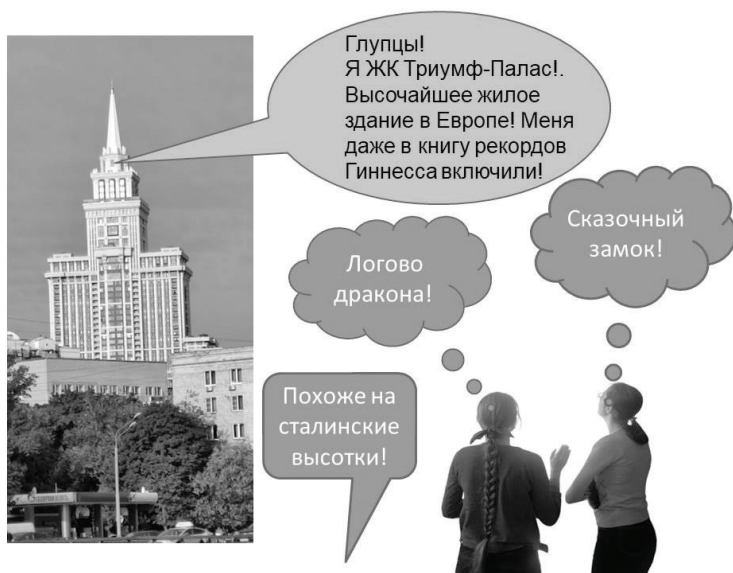 Глупцы!
Я ЖК Триумф-Палас!.
Высочайшее жилое
здание в Европе! Меня
даже в книгу рекордов
Гиннесса включили!
Сказочный
замок!
Логово
дракона!
Похоже на
сталинские
высотки!